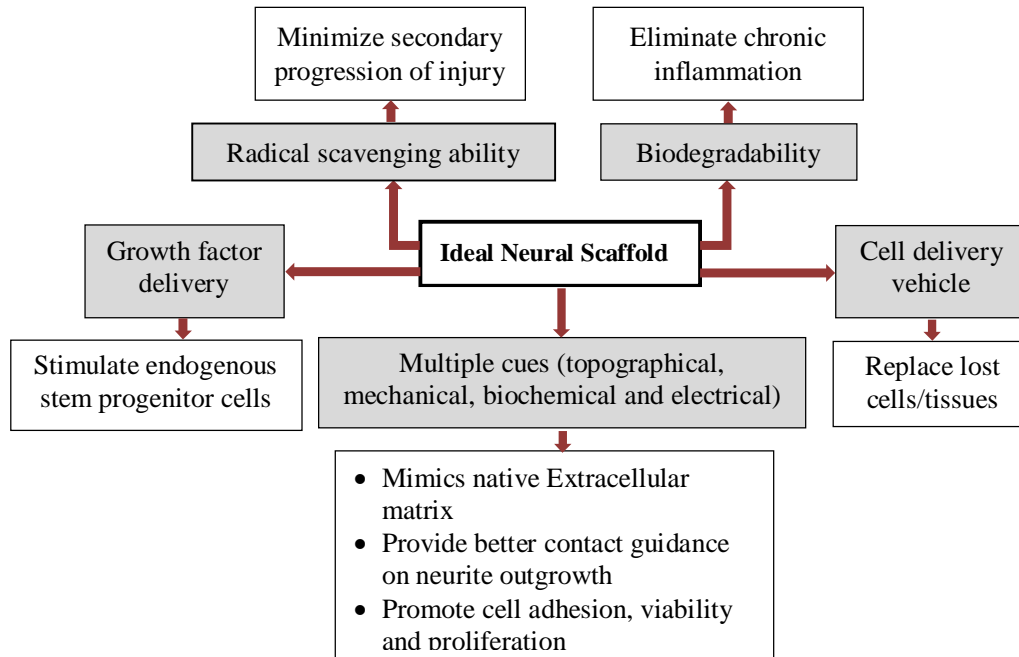 Minimize secondary
progression of injury
Eliminate chronic
inflammation
Radical scavenging ability
Biodegradability
Growth factor
delivery
Ideal Neural Scaffold
Cell delivery
vehicle
Stimulate endogenous
stem progenitor cells
Multiple cues (topographical,
mechanical, biochemical and electrical)
Replace lost
cells/tissues
• Mimics native Extracellular
matrix
• Provide better contact guidance
on neurite outgrowth
• Promote cell adhesion, viability
and proliferation